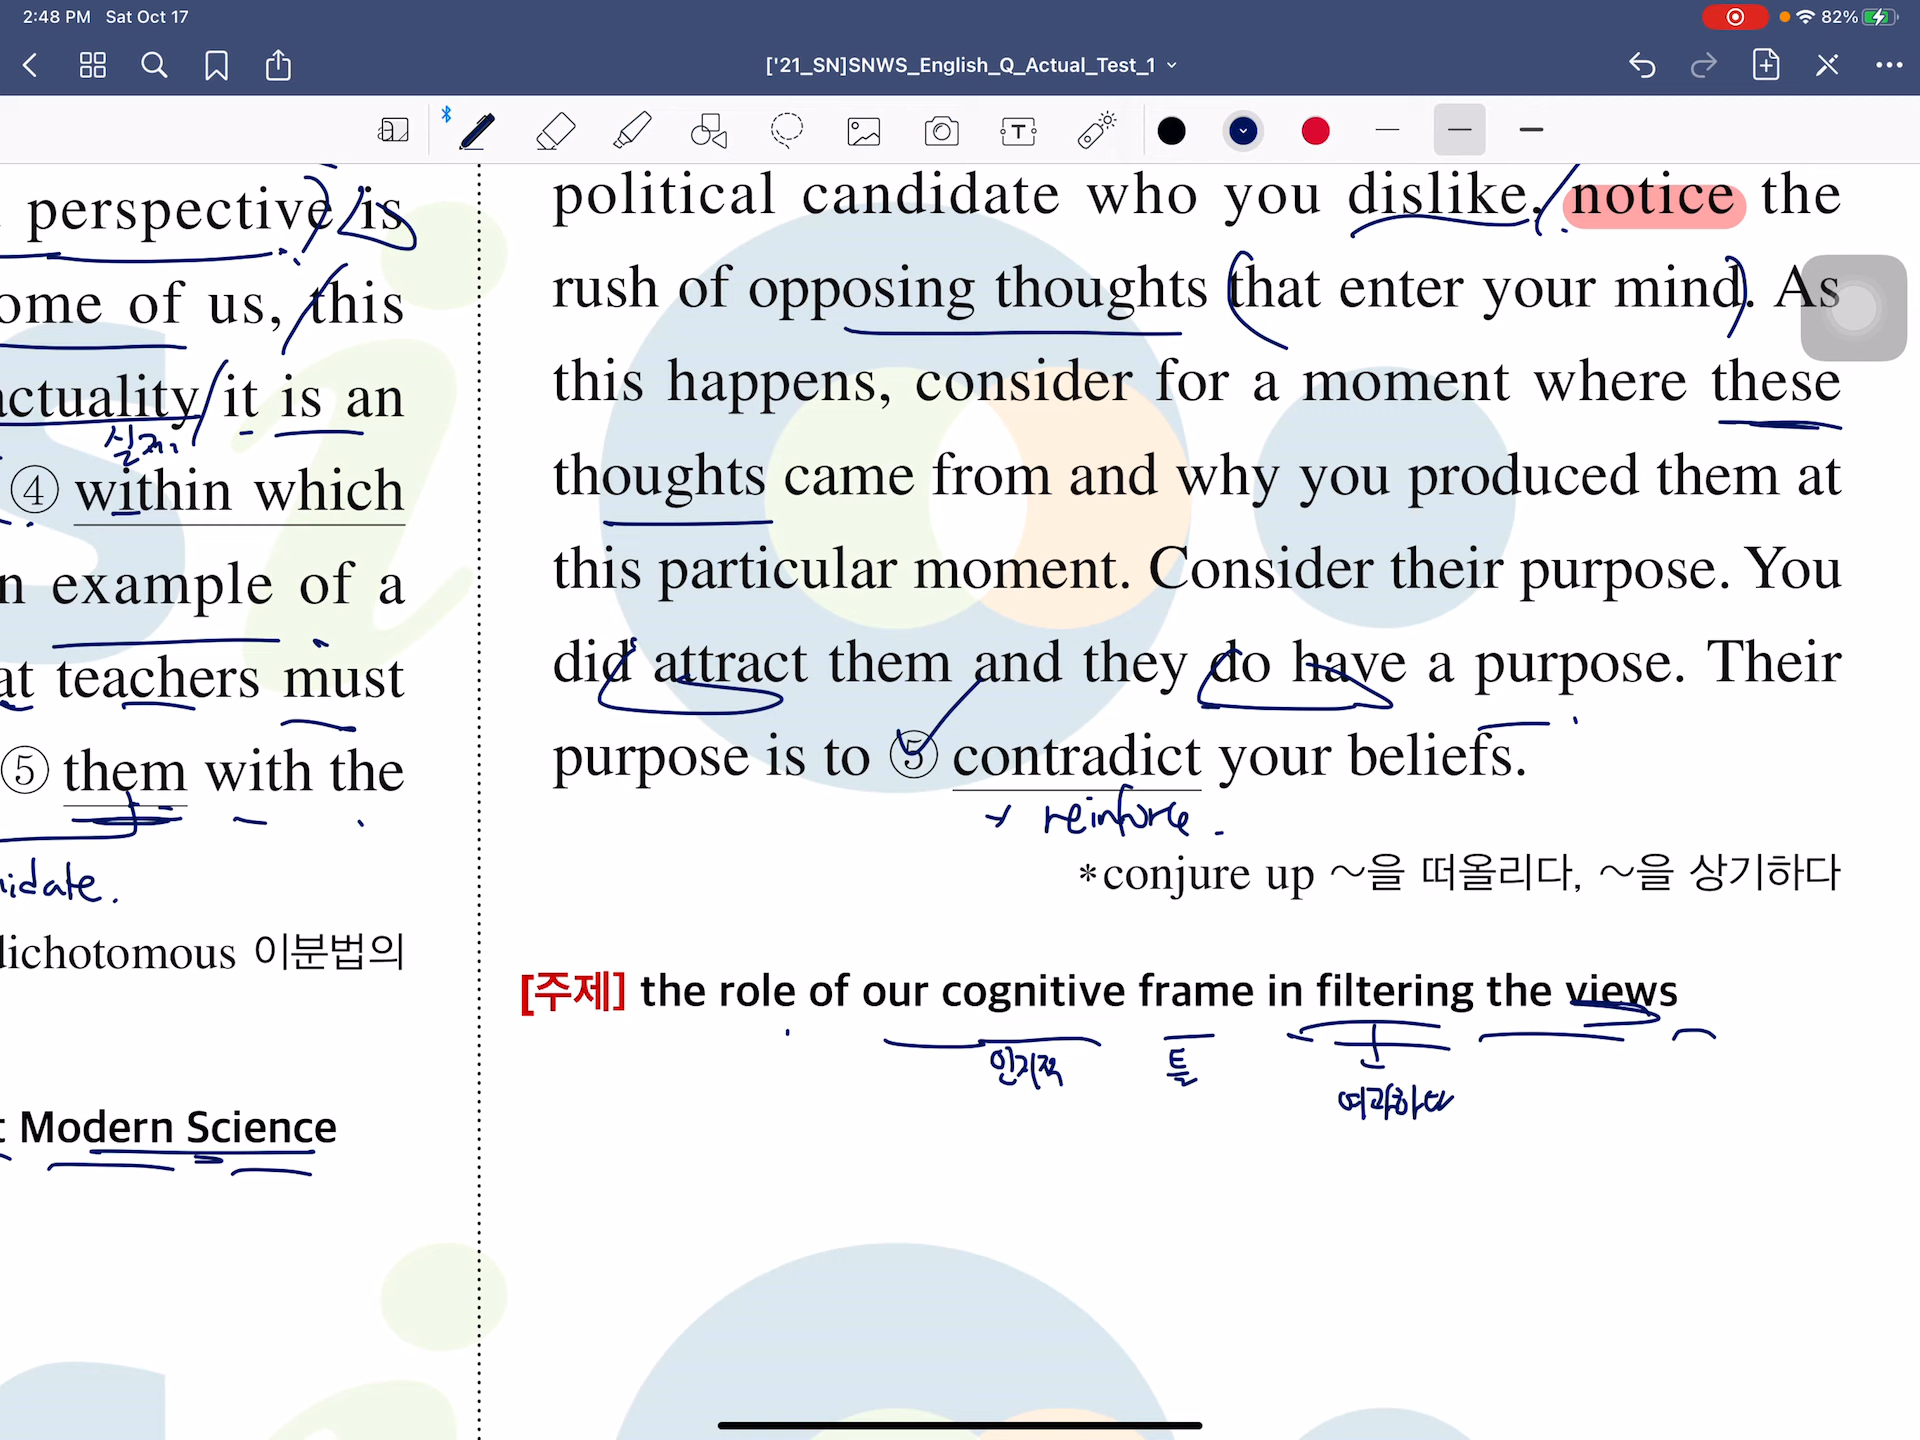 2:48 PM Sat Oct 17
82%
['21_SN]SNWS_English_Q_Actual_Test_1
perspective is
ome of us, this
actuality it is an
실제
④ within which
n example of a
at teachers must
⑤ them with the
idate.
dichotomous 이분법의
t Modern Science
political candidate who you dislike, notice the
rush of opposing thoughts that enter your mind. As
this happens, consider for a moment where these
thoughts came from and why you produced them at
this particular moment. Consider their purpose. You
did attract them and they do have a purpose. Their
purpose is to ⑤ contradict your beliefs.
→ reinforce.
*conjure up ~을 떠올리다, ~을 상기하다
[주제] the role of our cognitive frame in filtering the views
인지적 틀
여과하다